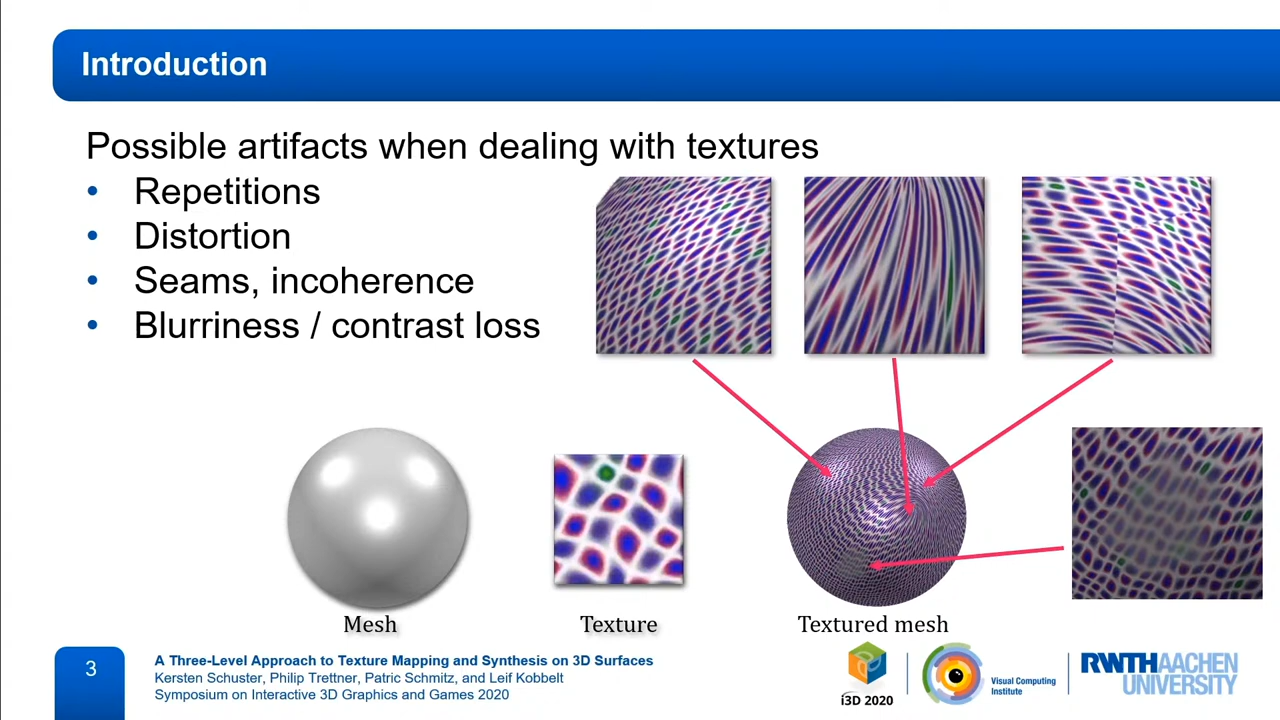 Introduction
Possible artifacts when dealing with textures
• Repetitions
• Distortion
• Seams, incoherence
• Blurriness / contrast loss
Mesh
Texture
Textured mesh
3
A Three-Level Approach to Texture Mapping and Synthesis on 3D Surfaces
Kersten Schuster, Philip Trettner, Patric Schmitz, and Leif Kobbelt
Symposium on Interactive 3D Graphics and Games 2020
i3D 2020
Visual Computing
Institute
RWTHAACHEN
UNIVERSITY